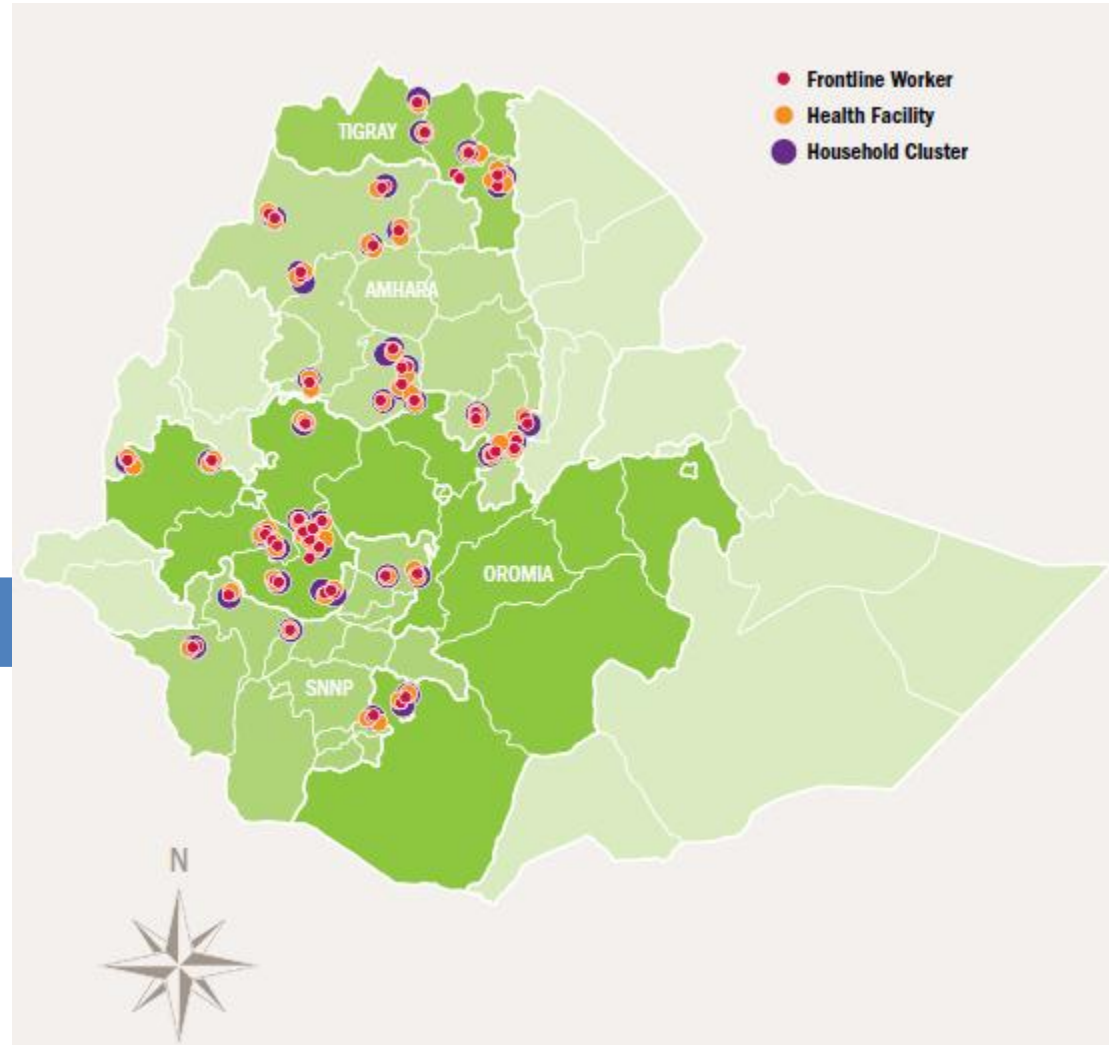 Frontline Worker
Health Facility
Household Cluster
TIGRAY
AMHARA
OROMIA
SNNP
N